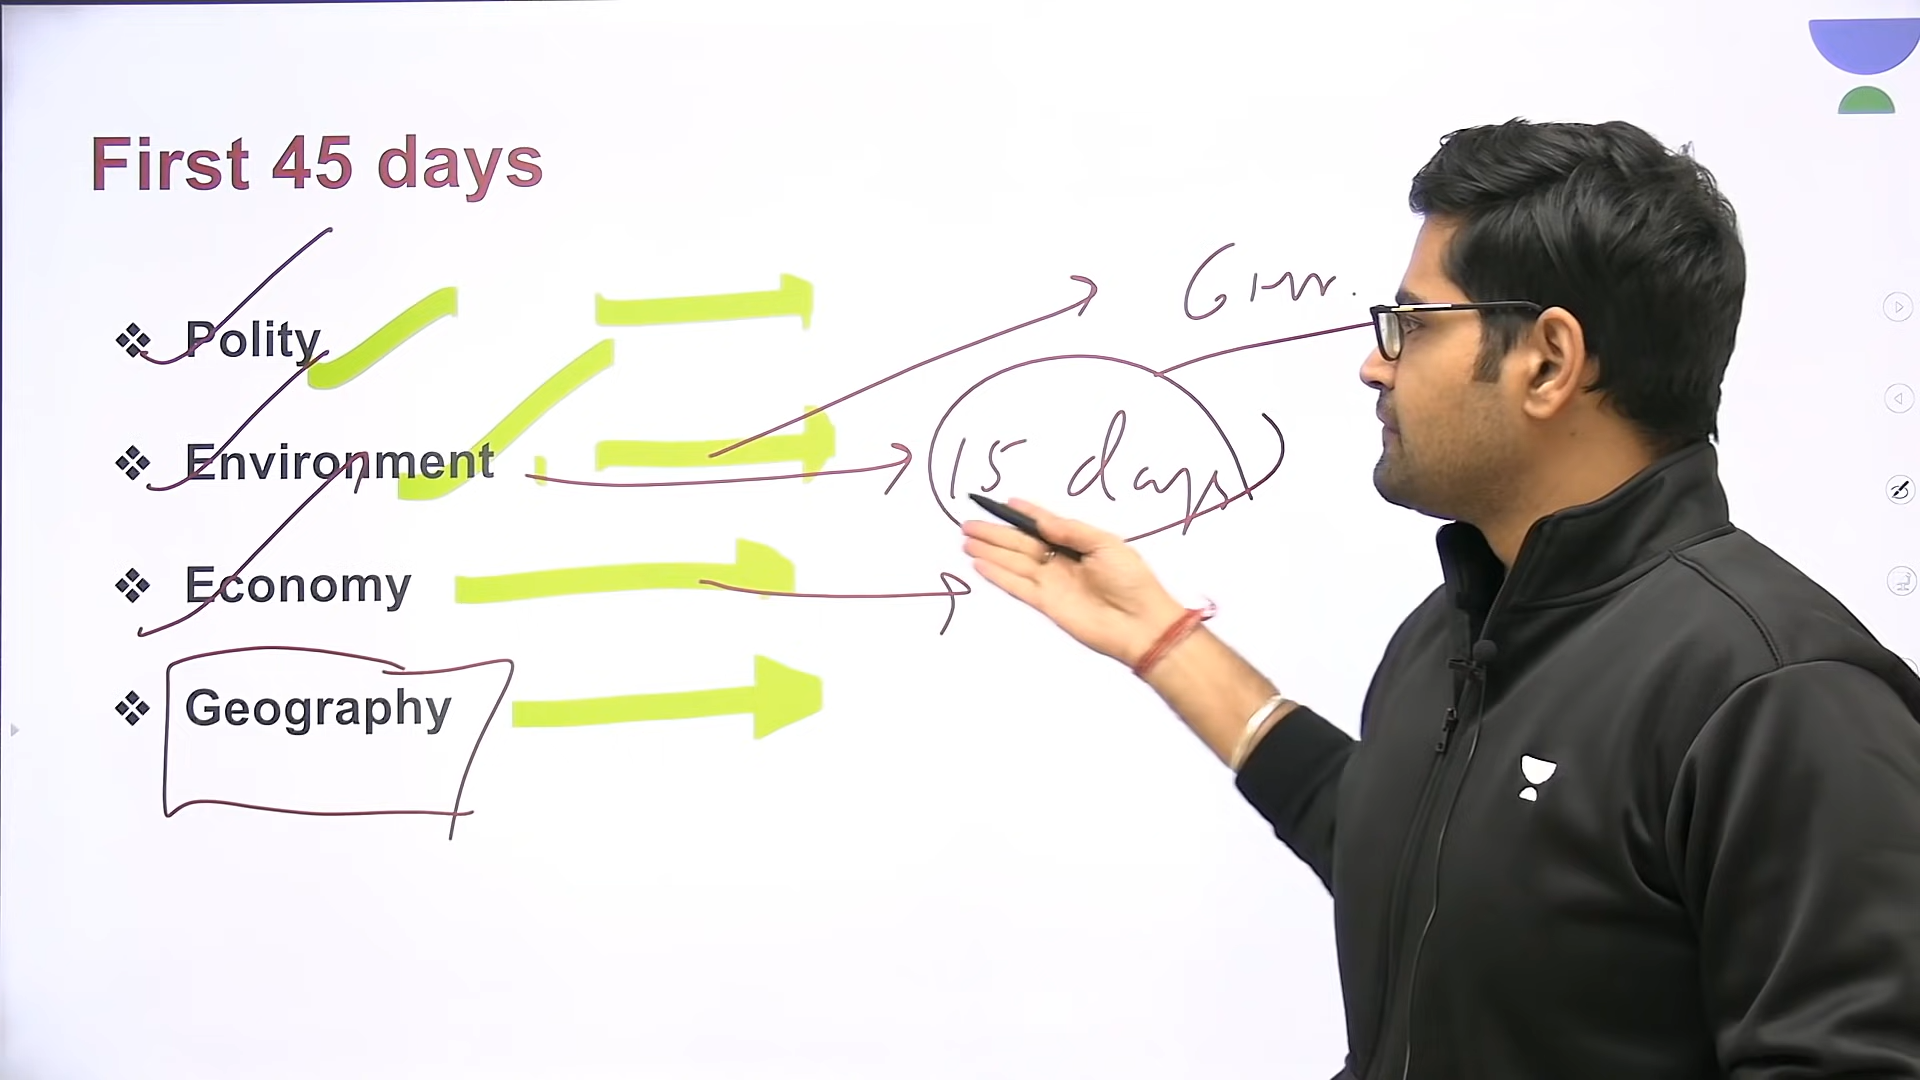 First 45 days
Polity
Environment
15 days
Economy
Geography